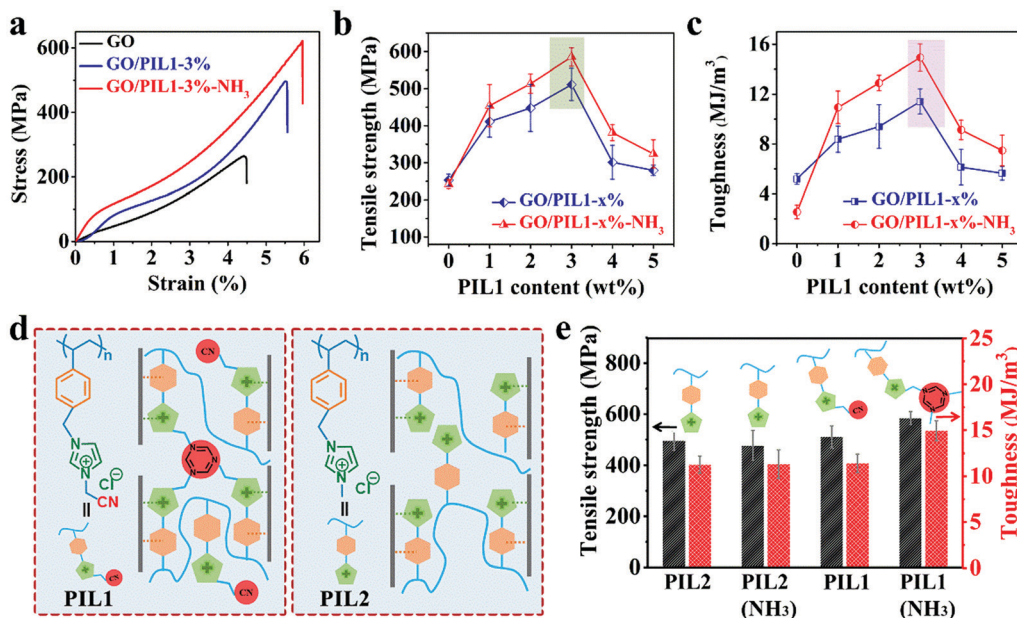 a
600
400
200
0
Stress (MPa)
GO
GO/PIL1-3%
GO/PIL1-3%-NH₃
0 1 2 3 4 5 6
Strain (%)
b
600
500
400
300
200
100
Tensile strength (MPa)
GO/PIL1-x%
GO/PIL1-x%-NH₃
0 1 2 3 4 5
PIL1 content (wt%)
c
16
12
8
4
0
Toughness (MJ/m³)
GO/PIL1-x%
GO/PIL1-x%-NH₃
0 1 2 3 4 5
PIL1 content (wt%)
d
n
N
N
+
Cl⊖
CN
CN
PIL1
CN
+
+
N N
N
+
+
+
+
+
CN
n
N
N
+
Cl⊖
+
PIL2
+
+
+
+
+
+
e
800
600
400
200
0
Tensile strength (MPa)
+
+
+
CN
+
N N
N
25
20
15
10
5
0
Toughness (MJ/m³)
PIL2
PIL2
(NH₃)
PIL1
PIL1
(NH₃)